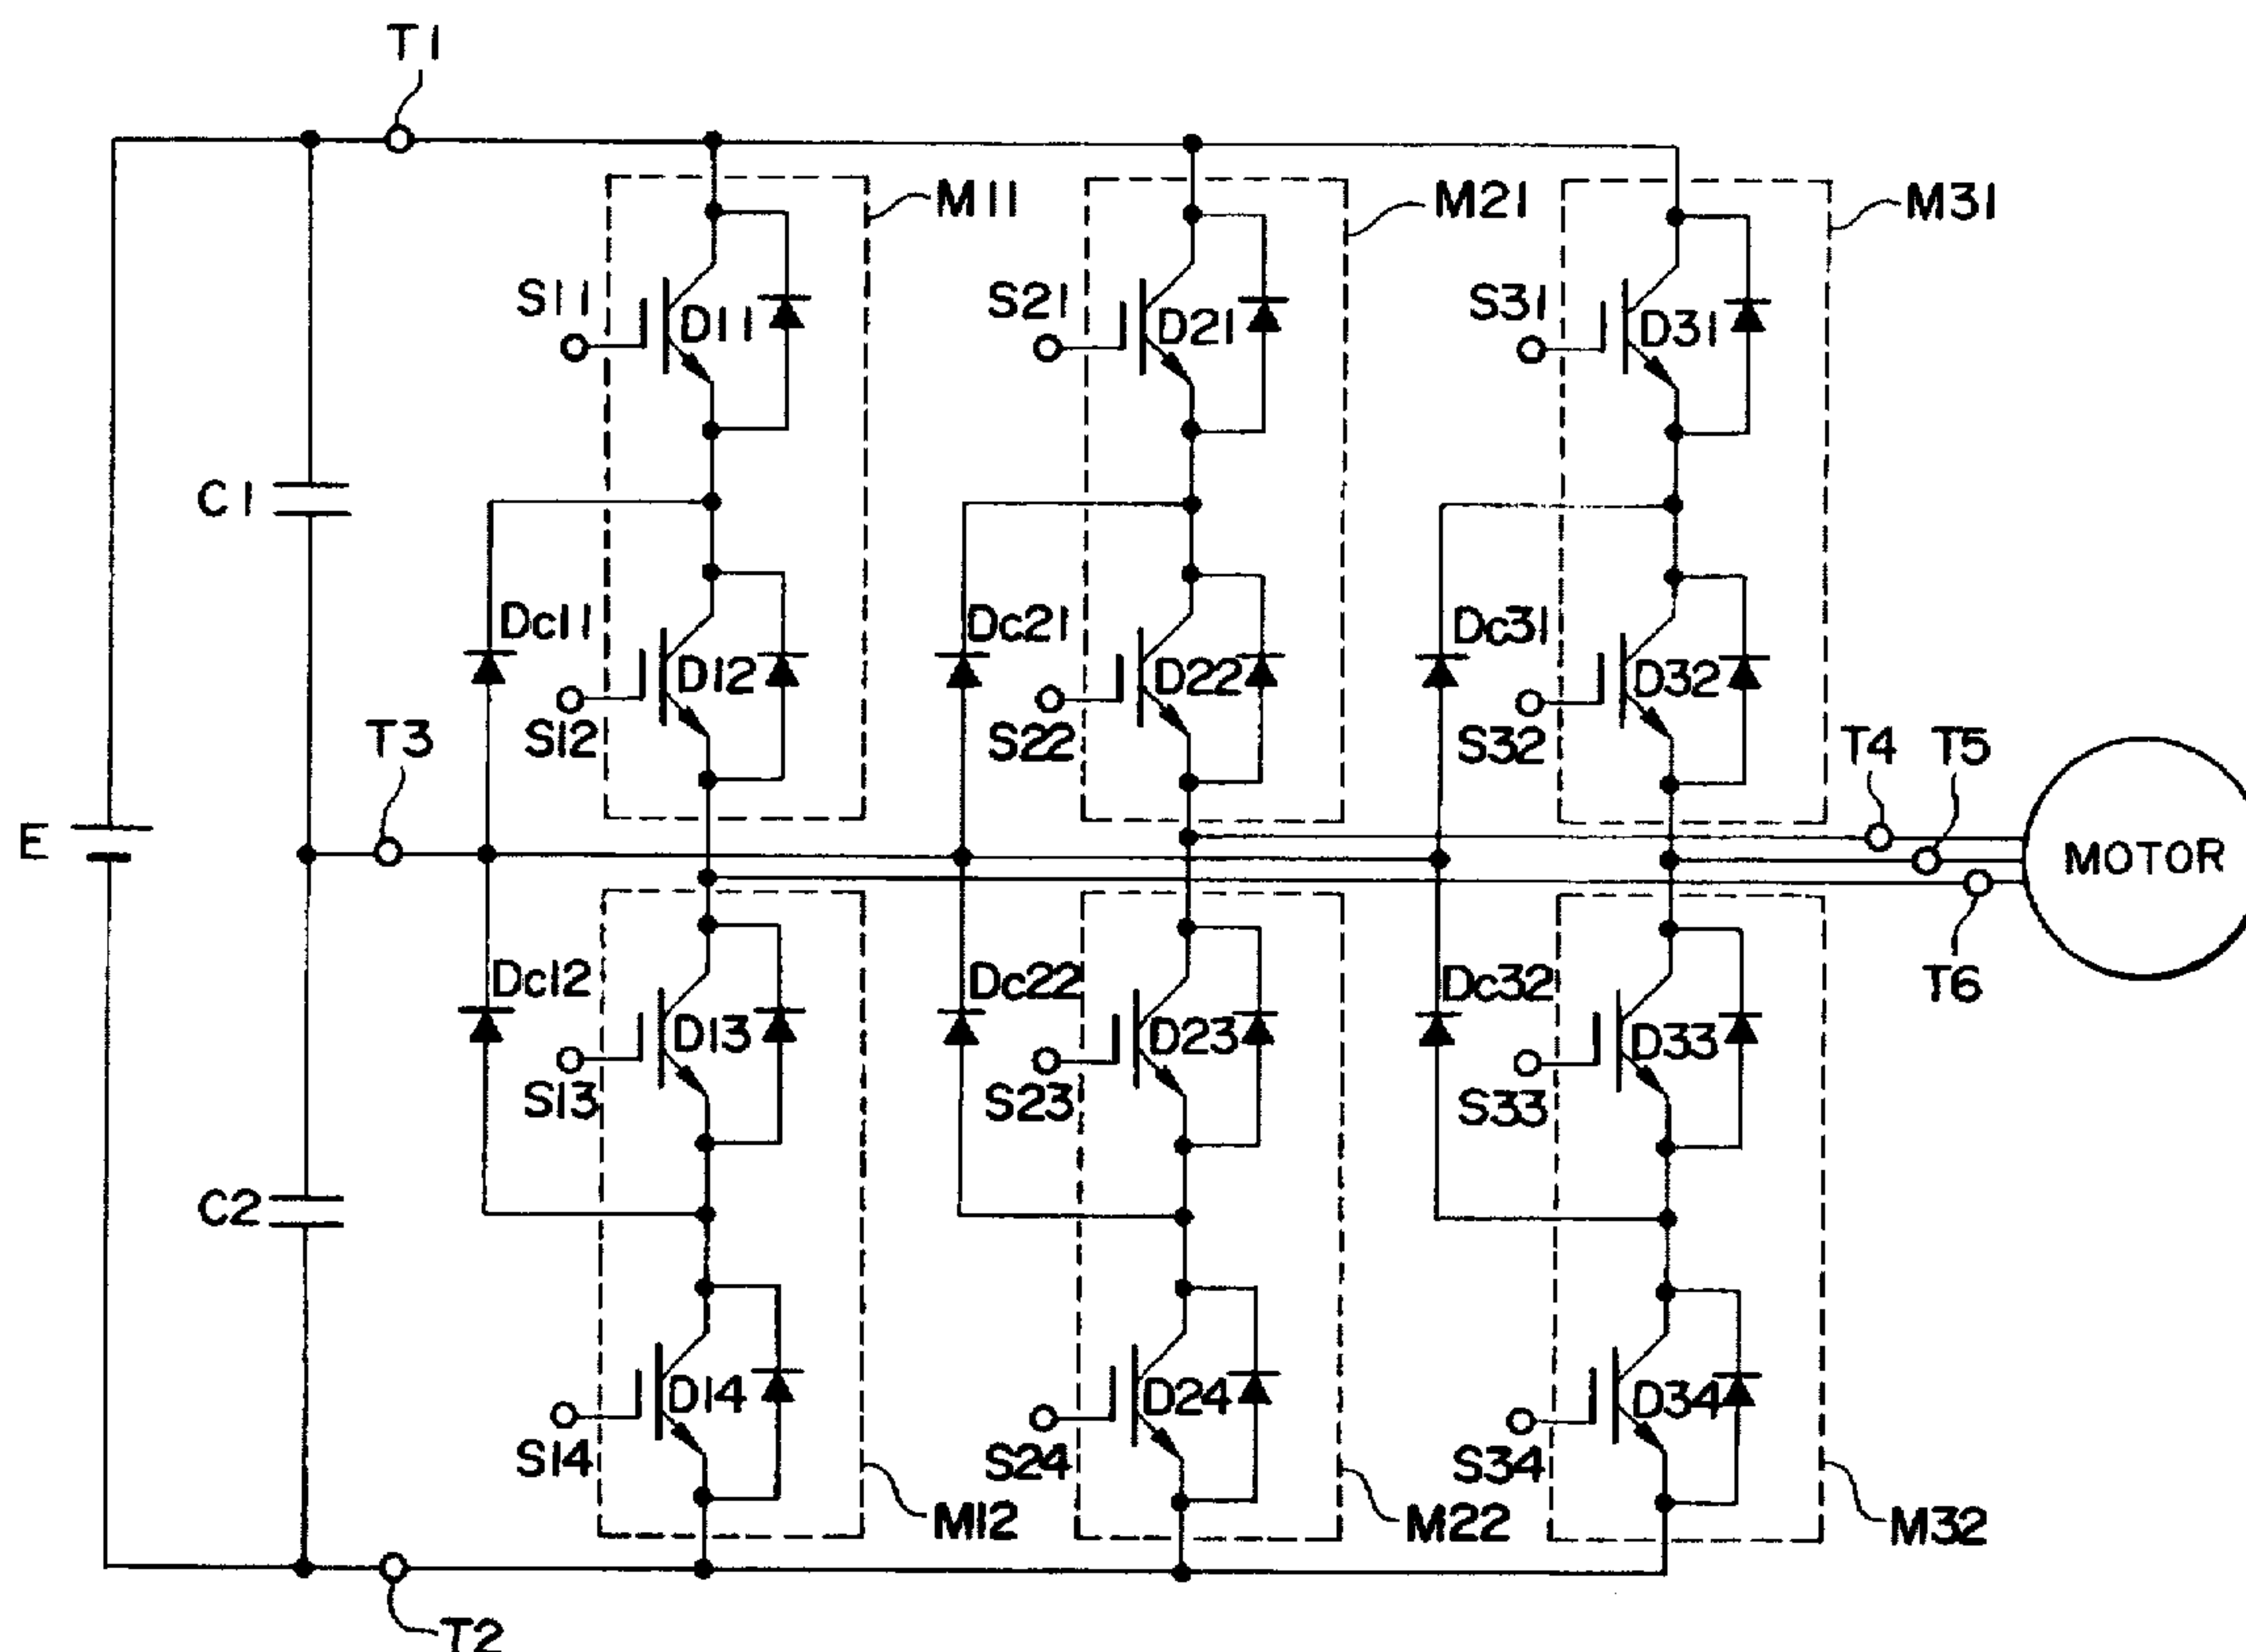 T1
M11
M21
M31
S11
D11
S21
D21
S31
D31
C1
Dc11
D12
S12
Dc21
D22
S22
Dc31
D32
S32
T3
T4
T5
E
MOTOR
T6
Dc12
D13
S13
Dc22
D23
S23
Dc32
D33
S33
C2
D14
S14
D24
S24
D34
S34
M12
M22
M32
T2